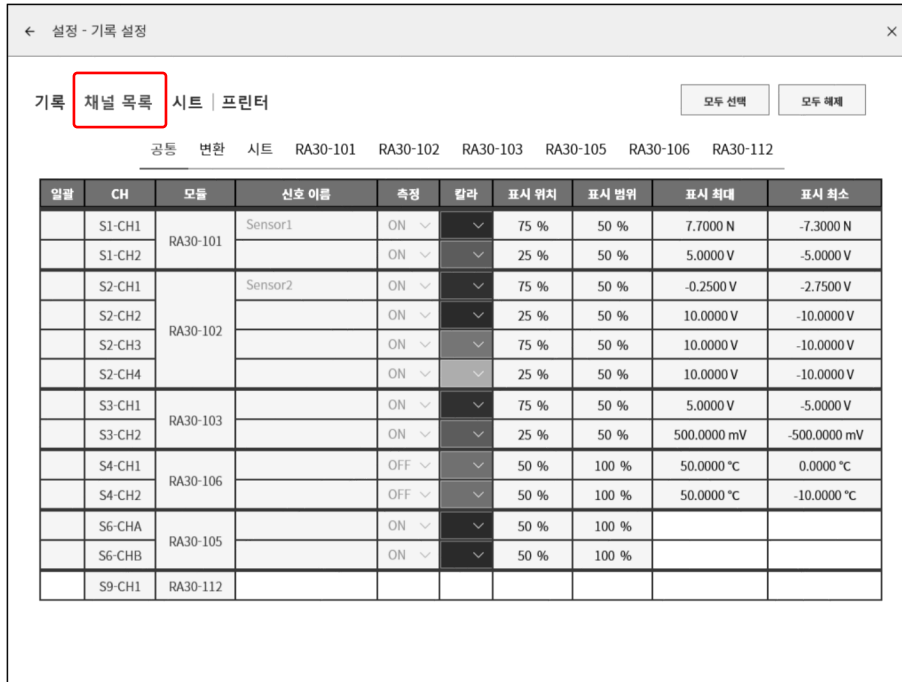 ← 설정 - 기록 설정 ×
기록 채널 목록 시트 | 프린터 모두 선택 모두 해제
공통 변환 시트 RA30-101 RA30-102 RA30-103 RA30-105 RA30-106 RA30-112
일괄 CH 모듈 신호 이름 측정 칼라 표시 위치 표시 범위 표시 최대 표시 최소
S1-CH1 RA30-101 Sensor1 ON 75 % 50 % 7.7000 N -7.3000 N
S1-CH2 ON 25 % 50 % 5.0000 V -5.0000 V
S2-CH1 RA30-102 Sensor2 ON 75 % 50 % -0.2500 V -2.7500 V
S2-CH2 ON 25 % 50 % 10.0000 V -10.0000 V
S2-CH3 ON 75 % 50 % 10.0000 V -10.0000 V
S2-CH4 ON 25 % 50 % 10.0000 V -10.0000 V
S3-CH1 RA30-103 ON 75 % 50 % 5.0000 V -5.0000 V
S3-CH2 ON 25 % 50 % 500.0000 mV -500.0000 mV
S4-CH1 RA30-106 OFF 50 % 100 % 50.0000 °C 0.0000 °C
S4-CH2 OFF 50 % 100 % 50.0000 °C -10.0000 °C
S6-CHA RA30-105 ON 50 % 100 %
S6-CHB ON 50 % 100 %
S9-CH1 RA30-112